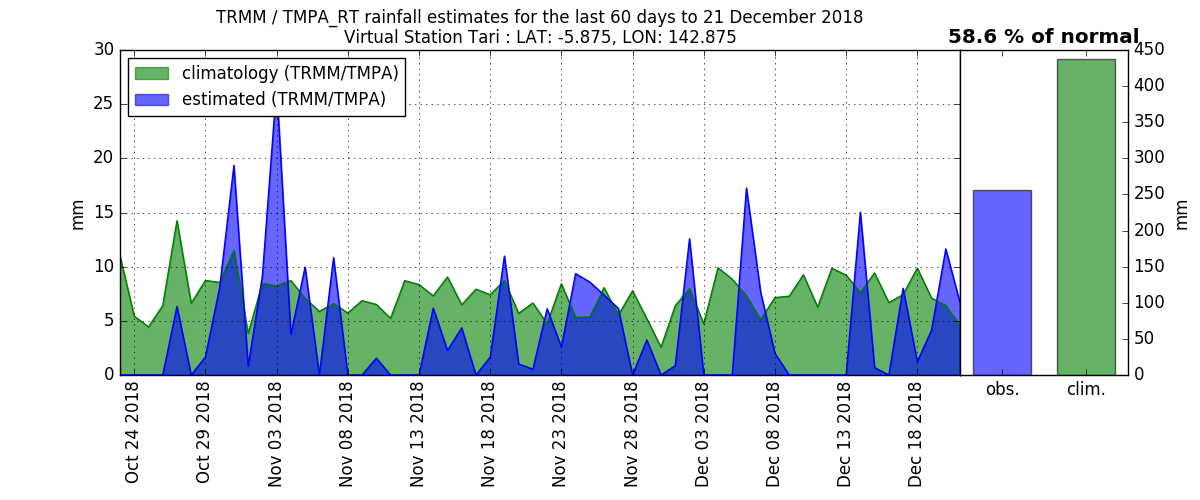 TRMM / TMPA_RT rainfall estimates for the last 60 days to 21 December 2018
Virtual Station Tari : LAT: -5.875, LON: 142.875
58.6 % of normal
climatology (TRMM/TMPA)
estimated (TRMM/TMPA)
30
25
20
15
10
5
0
mm
Oct 24 2018
Oct 29 2018
Nov 03 2018
Nov 08 2018
Nov 13 2018
Nov 18 2018
Nov 23 2018
Nov 28 2018
Dec 03 2018
Dec 08 2018
Dec 13 2018
Dec 18 2018
obs.
clim.
450
400
350
300
250
200
150
100
50
0
mm